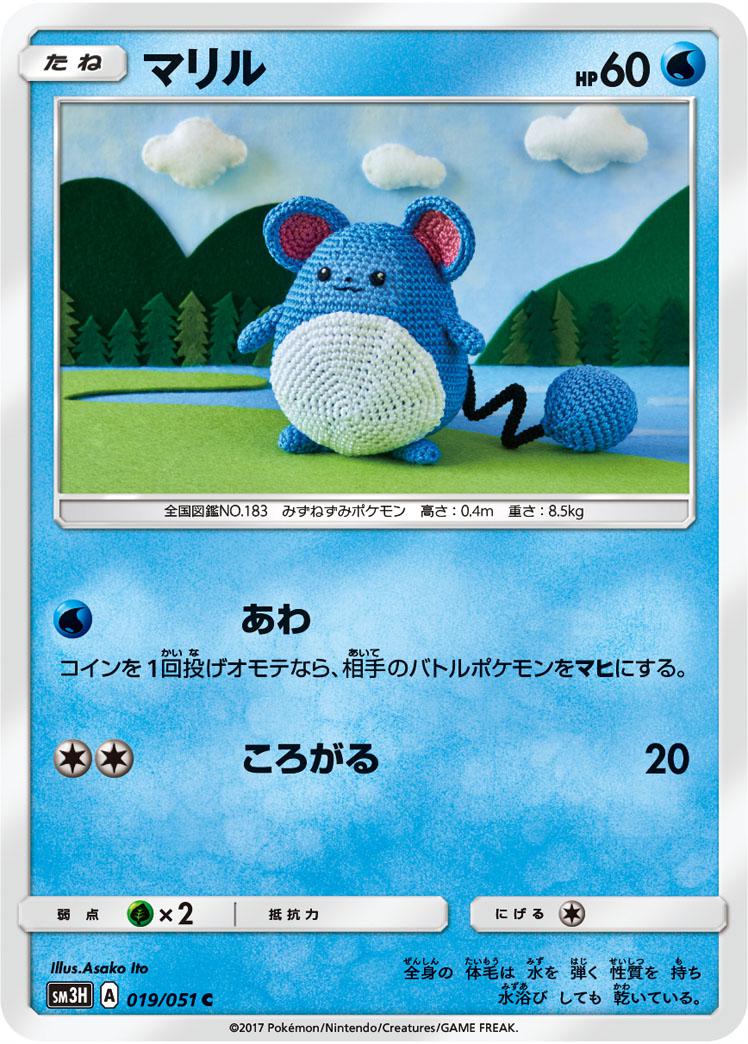 たね マリル HP60
全国図鑑NO.183 みずねずみポケモン 高さ：0.4m 重さ：8.5kg
あわ
コインを1回投げオモテなら、相手のバトルポケモンをマヒにする。
ころがる 20
弱点 ×2 抵抗力 にげる
Illus.Asako Ito
全身の 体毛は 水を 弾く 性質を 持ち
水浴び しても 乾いている。
SM3H A 019/051 C
©2017 Pokémon/Nintendo/Creatures/GAME FREAK.